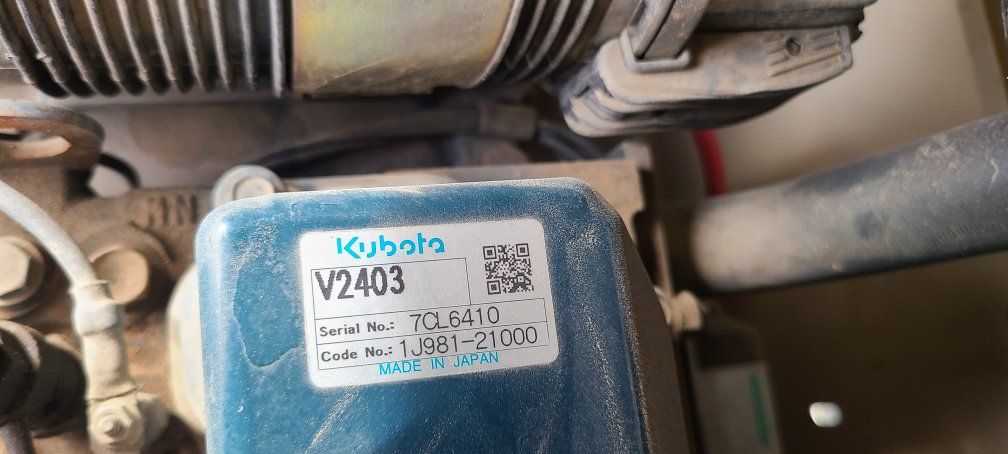 Kubota
V2403
Serial No.: 7CL6410
Code No.: 1J981-21000
MADE IN JAPAN